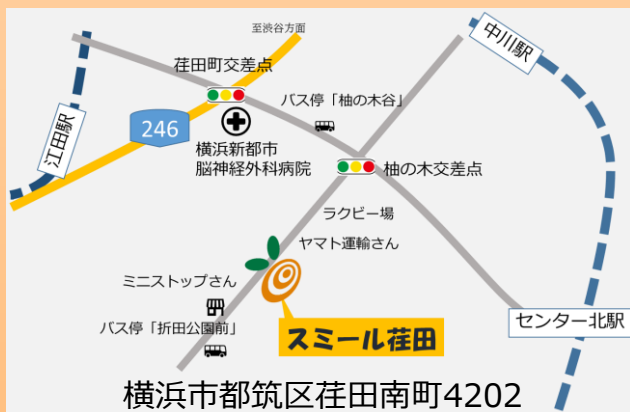 至渋谷方面
中川駅
荏田町交差点
バス停「柚の木谷」
246
江田駅
横浜新都市
脳神経外科病院
柚の木交差点
ラクビー場
ヤマト運輸さん
ミニストップさん
バス停「折田公園前」
センター北駅
スミール荏田
横浜市都筑区荏田南町4202